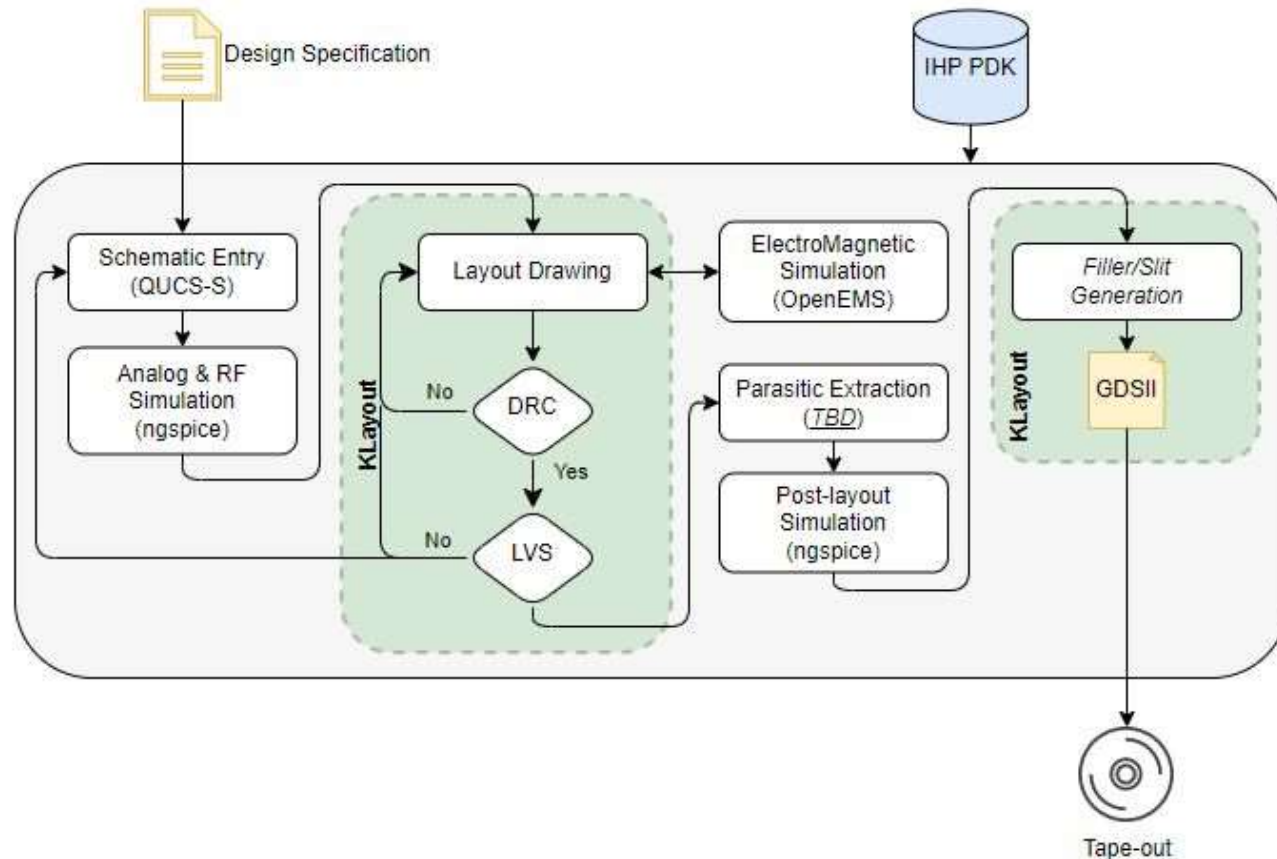 Design Specification
IHP PDK
Schematic Entry
(QUCS-S)
Analog & RF
Simulation
(ngspice)
KLayout
Layout Drawing
No
DRC
Yes
No
LVS
ElectroMagnetic
Simulation
(OpenEMS)
Parasitic Extraction
(TBD)
Post-layout
Simulation
(ngspice)
KLayout
Filler/Slit
Generation
GDSII
Tape-out